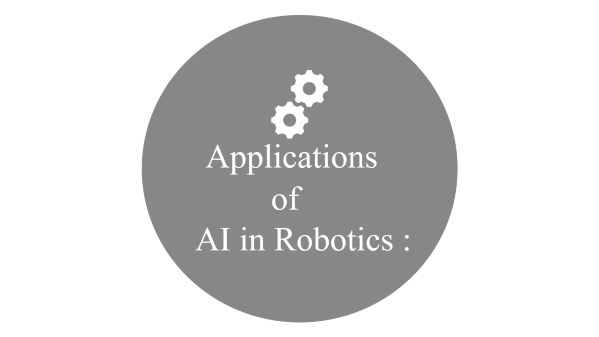 Applications
of
AI in Robotics :